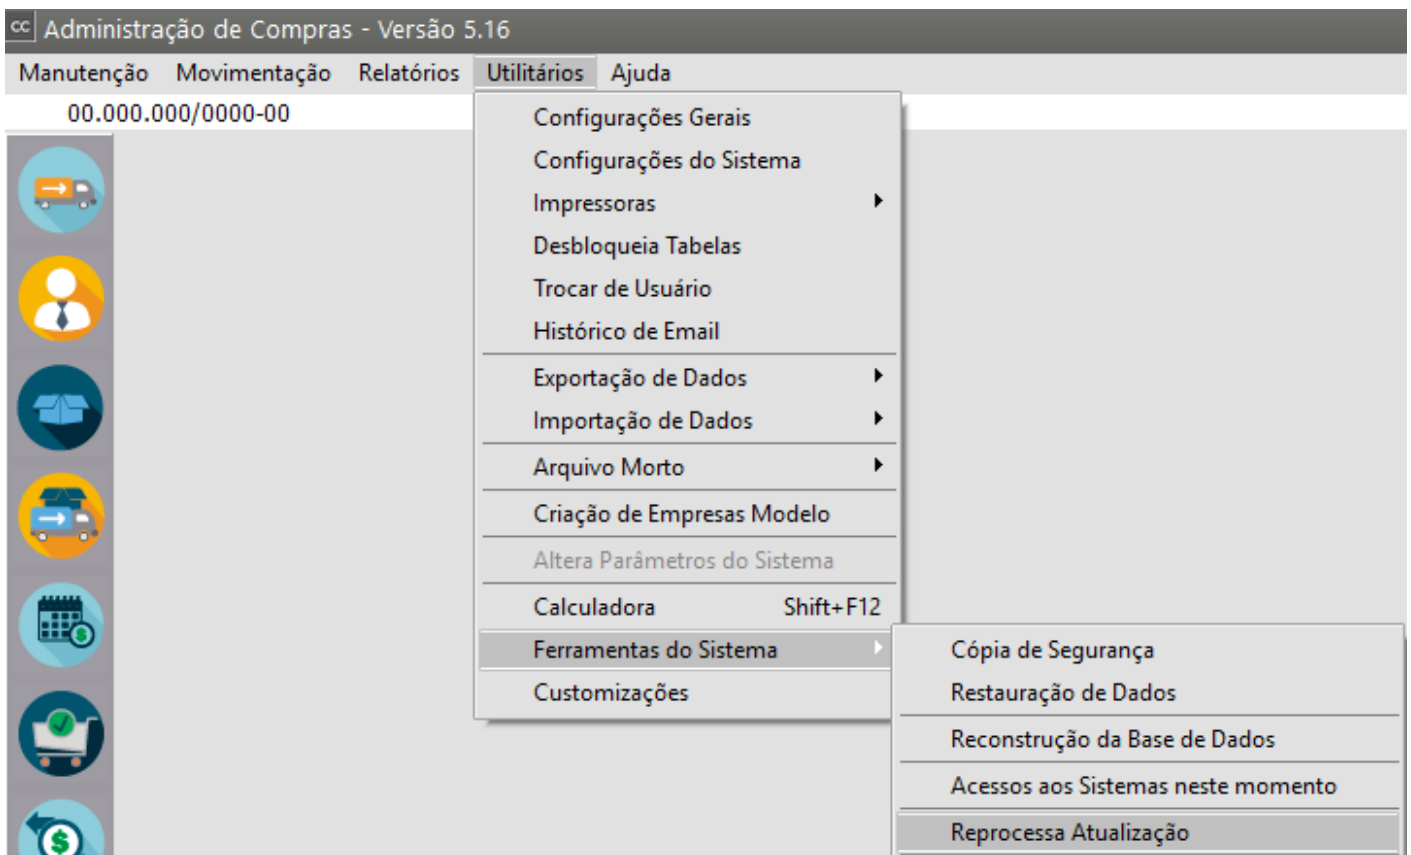 cc Administração de Compras - Versão 5.16
Manutenção Movimentação Relatórios Utilitários Ajuda
00.000.000/0000-00
Configurações Gerais
Configurações do Sistema
Impressoras
Desbloqueia Tabelas
Trocar de Usuário
Histórico de Email
Exportação de Dados
Importação de Dados
Arquivo Morto
Criação de Empresas Modelo
Altera Parâmetros do Sistema
Calculadora Shift+F12
Ferramentas do Sistema
Customizações
Cópia de Segurança
Restauração de Dados
Reconstrução da Base de Dados
Acessos aos Sistemas neste momento
Reprocessa Atualização